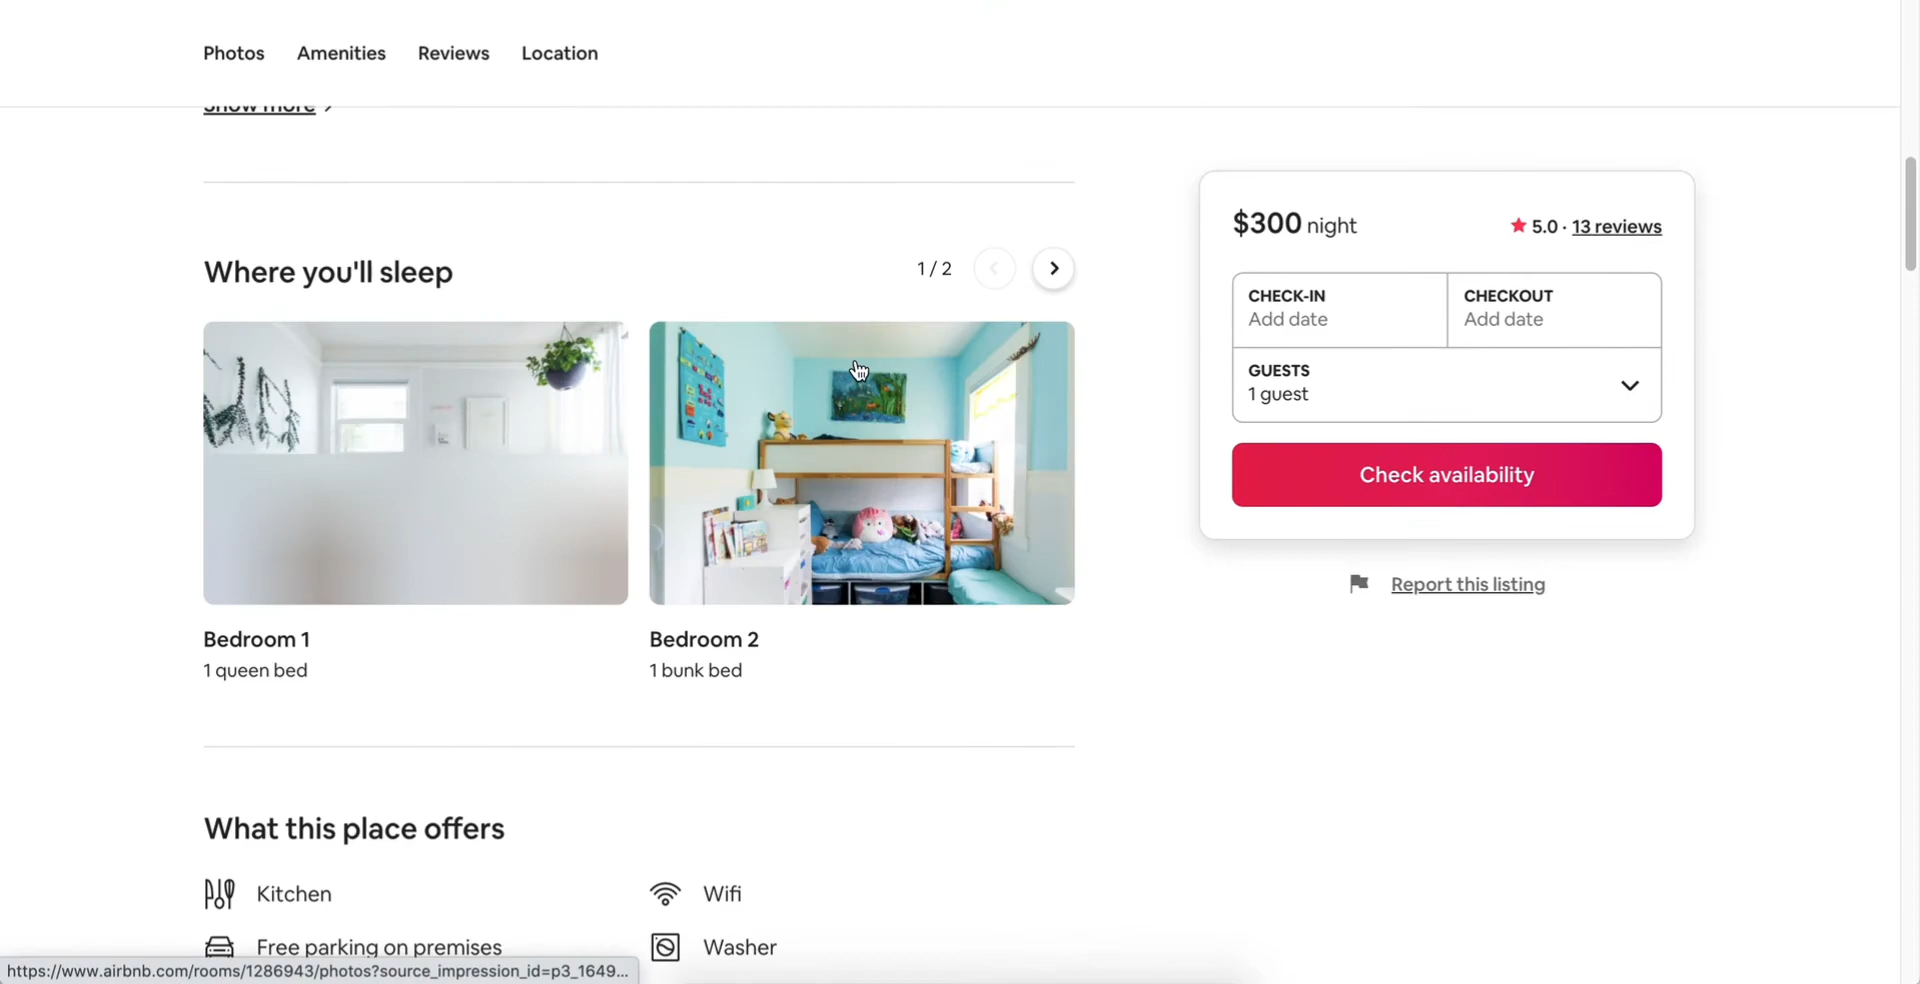 Photos Amenities Reviews Location
Show more
Where you'll sleep
1 / 2
Bedroom 1
1 queen bed
Bedroom 2
1 bunk bed
What this place offers
Kitchen
Wifi
Free parking on premises
Washer
$300 night
5.0 · 13 reviews
CHECK-IN
Add date
CHECKOUT
Add date
GUESTS
1 guest
Check availability
Report this listing
https://www.airbnb.com/rooms/1286943/photos?source_impression_id=p3_1649...